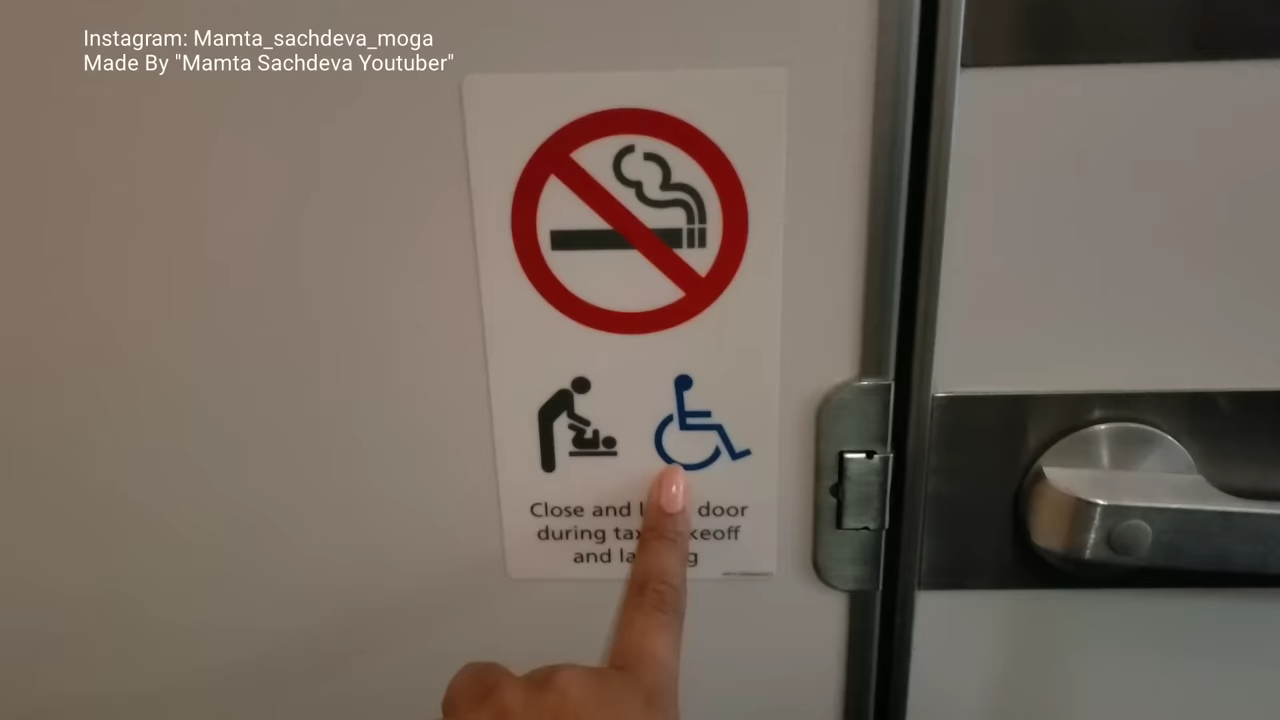 Instagram: Mamta_sachdeva_moga
Made By "Mamta Sachdeva Youtuber"
Close and door
during
and